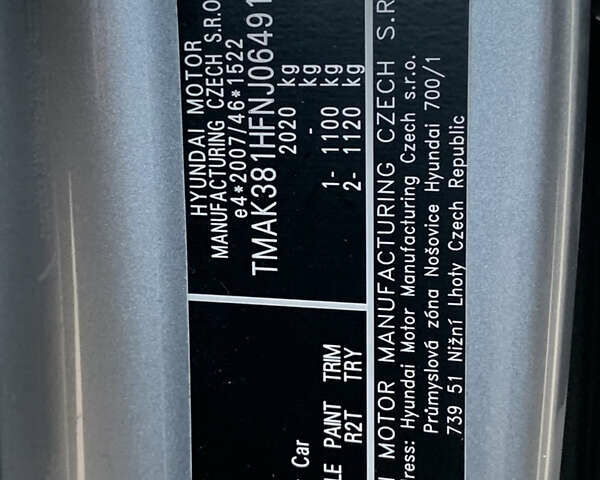 HYUNDAI MOTOR
MANUFACTURING CZECH S.R.O
e4*2007/46*1522
TMAK381HFNJ06491
2020 kg
- kg
1- 1100 kg
2- 1120 kg
Car
PAINT TRIM
R2T TRY
MOTOR MANUFACTURING CZECH S.R
ress: Hyundai Motor Manufacturing Czech s.r.o.
Průmyslová zóna Nošovice Hyundai 700/1
739 51 Nižní Lhoty Czech Republic